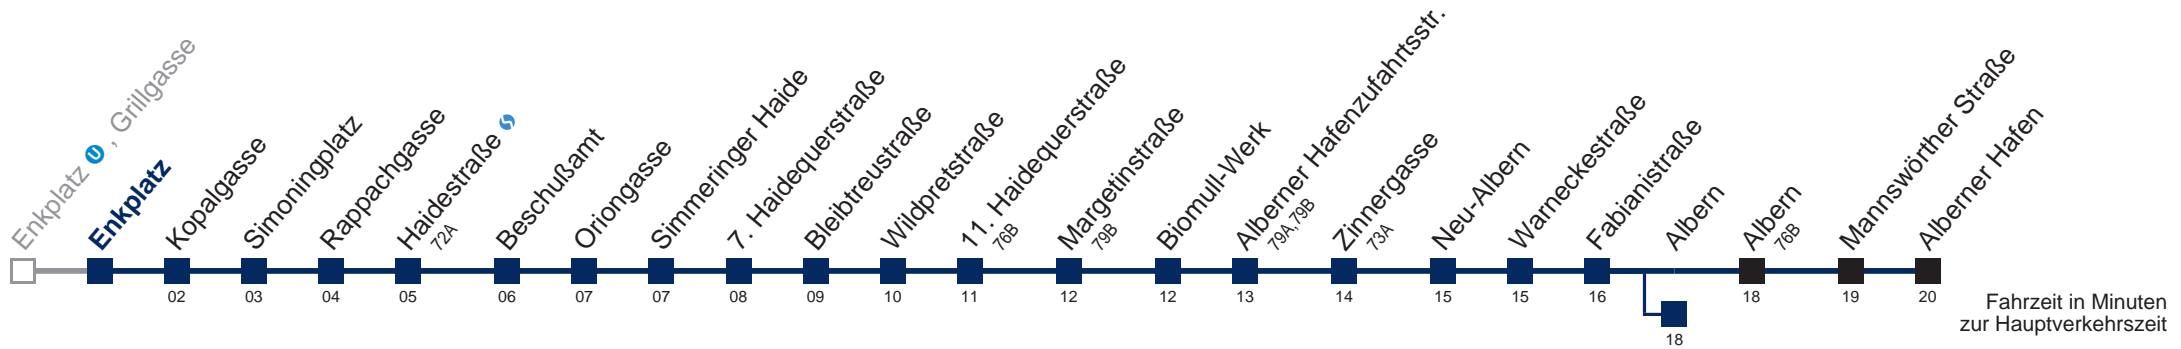 Enkplatz U , Grillgasse
Enkplatz
Kopalgasse
02
Simoningplatz
03
Rappachgasse
04
Haidestraße
72A
05
Beschußamt
06
Oriongasse
07
Simmeringer Haide
07
7. Haidequerstraße
08
Bleibtreustraße
09
Wildpretstraße
10
11. Haidequerstraße
76B
11
Margetinstraße
79B
12
Biomull-Werk
12
Alberner Hafenzufahrtsstr.
79A,79B
13
Zinnergasse
73A
14
Neu-Albern
15
Warneckestraße
15
Fabianistraße
16
Albern
18
Albern
76B
18
Mannswörther Straße
19
Alberner Hafen
20
Fahrzeit in Minuten
zur Hauptverkehrszeit